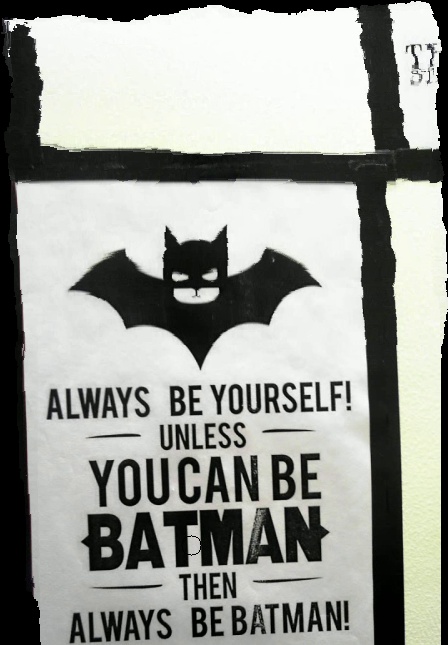 ALWAYS BE YOURSELF!
UNLESS
YOU CAN BE
BATMAN
THEN
ALWAYS BE BATMAN!